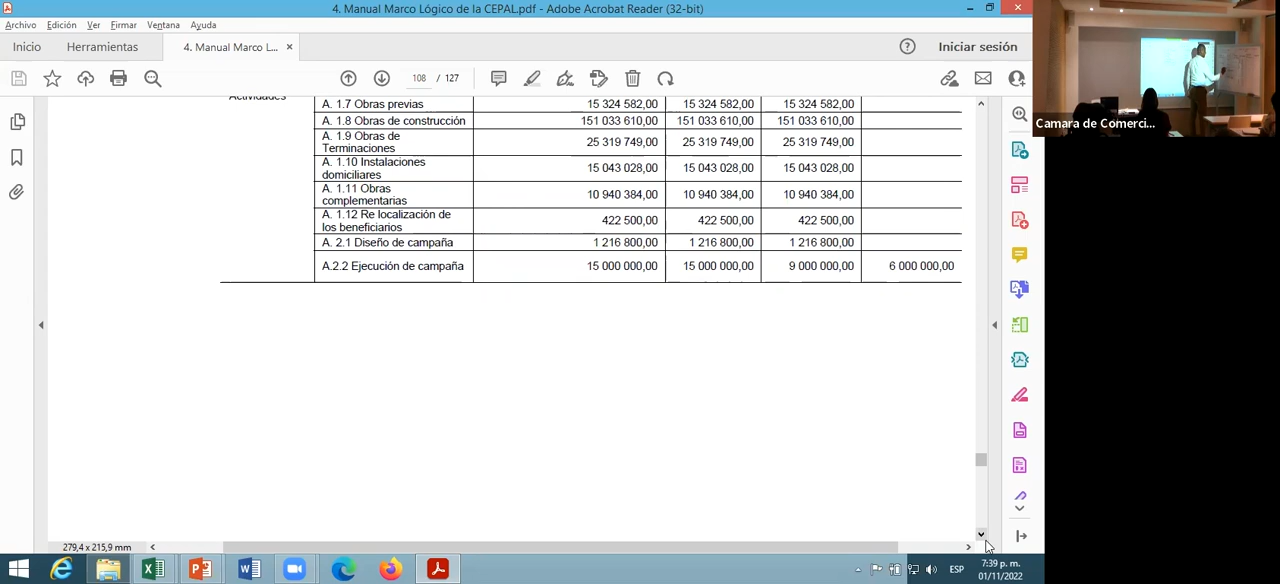 4. Manual Marco Lógico de la CEPAL.pdf - Adobe Acrobat Reader (32-bit)
Archivo Edición Ver Firmar Ventana Ayuda
Inicio Herramientas 4. Manual Marco L... × Iniciar sesión
108 / 127
Actividades
A. 1.7 Obras previas 15 324 582,00 15 324 582,00 15 324 582,00
A. 1.8 Obras de construcción 151 033 610,00 151 033 610,00 151 033 610,00
A. 1.9 Obras de
Terminaciones 25 319 749,00 25 319 749,00 25 319 749,00
A. 1.10 Instalaciones
domiciliares 15 043 028,00 15 043 028,00 15 043 028,00
A. 1.11 Obras
complementarias 10 940 384,00 10 940 384,00 10 940 384,00
A. 1.12 Re localización de
los beneficiarios 422 500,00 422 500,00 422 500,00
A. 2.1 Diseño de campaña 1 216 800,00 1 216 800,00 1 216 800,00
A.2.2 Ejecución de campaña 15 000 000,00 15 000 000,00 9 000 000,00 6 000 000,00
279,4 x 215,9 mm
Camara de Comerci...
ESP
7:39 p. m.
01/11/2022